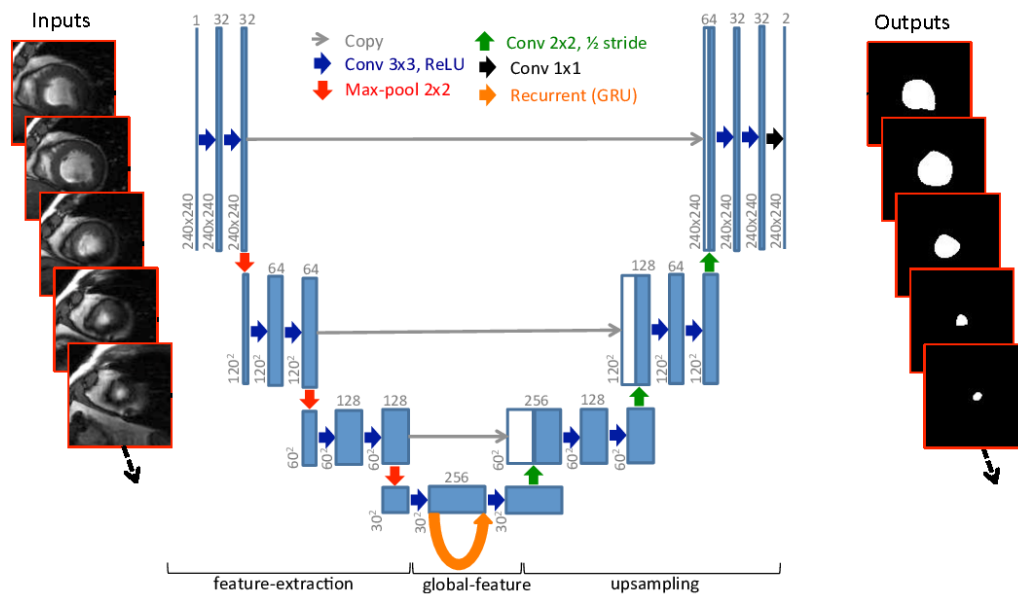 Inputs
Outputs
1 32 32
64 32 32 2
Copy
Conv 3x3, ReLU
Max-pool 2x2
Conv 2x2, ½ stride
Conv 1x1
Recurrent (GRU)
240x240 240x240 240x240
240x240 240x240 240x240 240x240
64 64
128 64
120² 120² 120²
120² 120² 120²
128 128
256 128
60² 60² 60²
60² 60² 60²
256
30² 30² 30²
feature-extraction
global-feature
upsampling